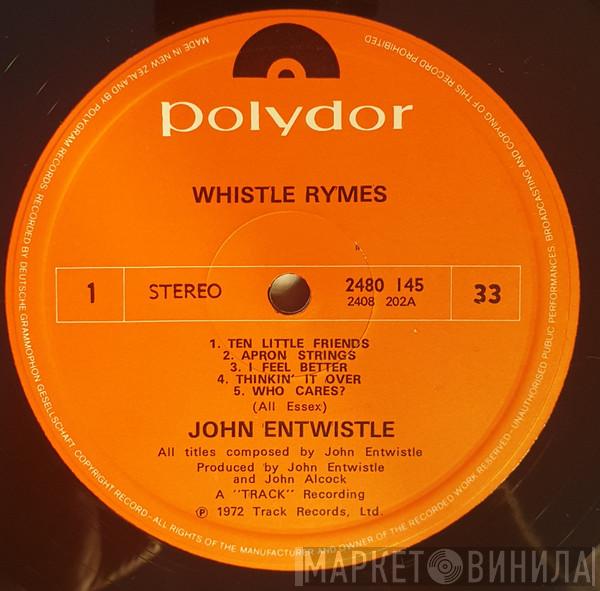 polydor
WHISTLE RYMES
1
STEREO
2480 145
2408 202A
33
1. TEN LITTLE FRIENDS
2. APRON STRINGS
3. I FEEL BETTER
4. THINKIN' IT OVER
5. WHO CARES?
(All Essex)
JOHN ENTWISTLE
All titles composed by John Entwistle
Produced by John Entwistle
and John Alcock
A "TRACK" Recording
℗ 1972 Track Records, Ltd.
MADE IN NEW ZEALAND BY POLYGRAM RECORDS RECORDED BY DEUTSCHE GRAMMOPHON GESELLSCHAFT COPYRIGHT RECORD - ALL RIGHTS OF THE MANUFACTURER AND OWNER OF THE RECORDED WORK RESERVED - UNAUTHORISED PUBLIC PERFORMANCES BROADCASTING AND COPYING OF THIS RECORD PROHIBITED
МАРКЕТ ВИНИЛА